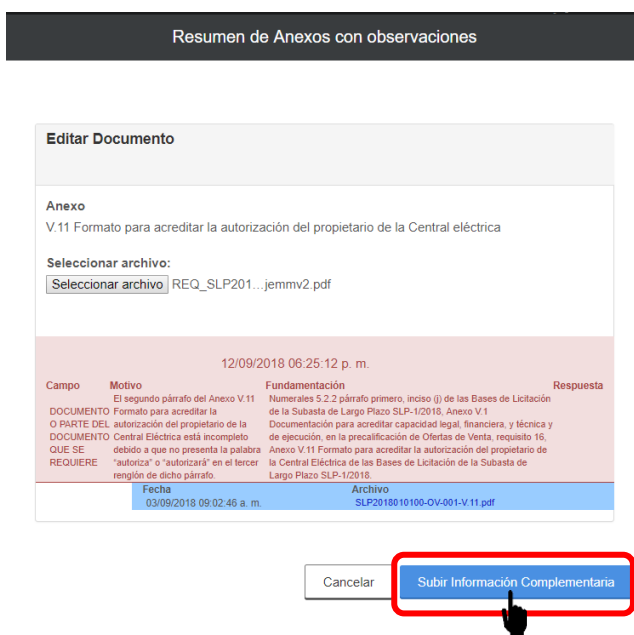 Resumen de Anexos con observaciones
Editar Documento
Anexo
V.11 Formato para acreditar la autorización del propietario de la Central eléctrica
Seleccionar archivo:
Seleccionar archivo REQ_SLP201…jemmv2.pdf
12/09/2018 06:25:12 p. m.
Campo Motivo Fundamentación Respuesta
El segundo párrafo del Anexo V.11 Numerales 5.2.2 párrafo primero, inciso (j) de las Bases de Licitación
DOCUMENTO Formato para acreditar la de la Subasta de Largo Plazo SLP-1/2018, Anexo V.1
O PARTE DEL autorización del propietario de la Documentación para acreditar capacidad legal, financiera, y técnica y
DOCUMENTO Central Eléctrica está incompleto de ejecución, en la precalificación de Ofertas de Venta, requisito 16,
QUE SE debido a que no presenta la palabra Anexo V.11 Formato para acreditar la autorización del propietario de
REQUIERE “autoriza” o “autorizará” en el tercer la Central Eléctrica de las Bases de Licitación de la Subasta de
renglón de dicho párrafo. Largo Plazo SLP-1/2018.
Fecha Archivo
03/09/2018 09:02:46 a. m. SLP2018010100-OV-001-V.11.pdf
Cancelar Subir Información Complementaria